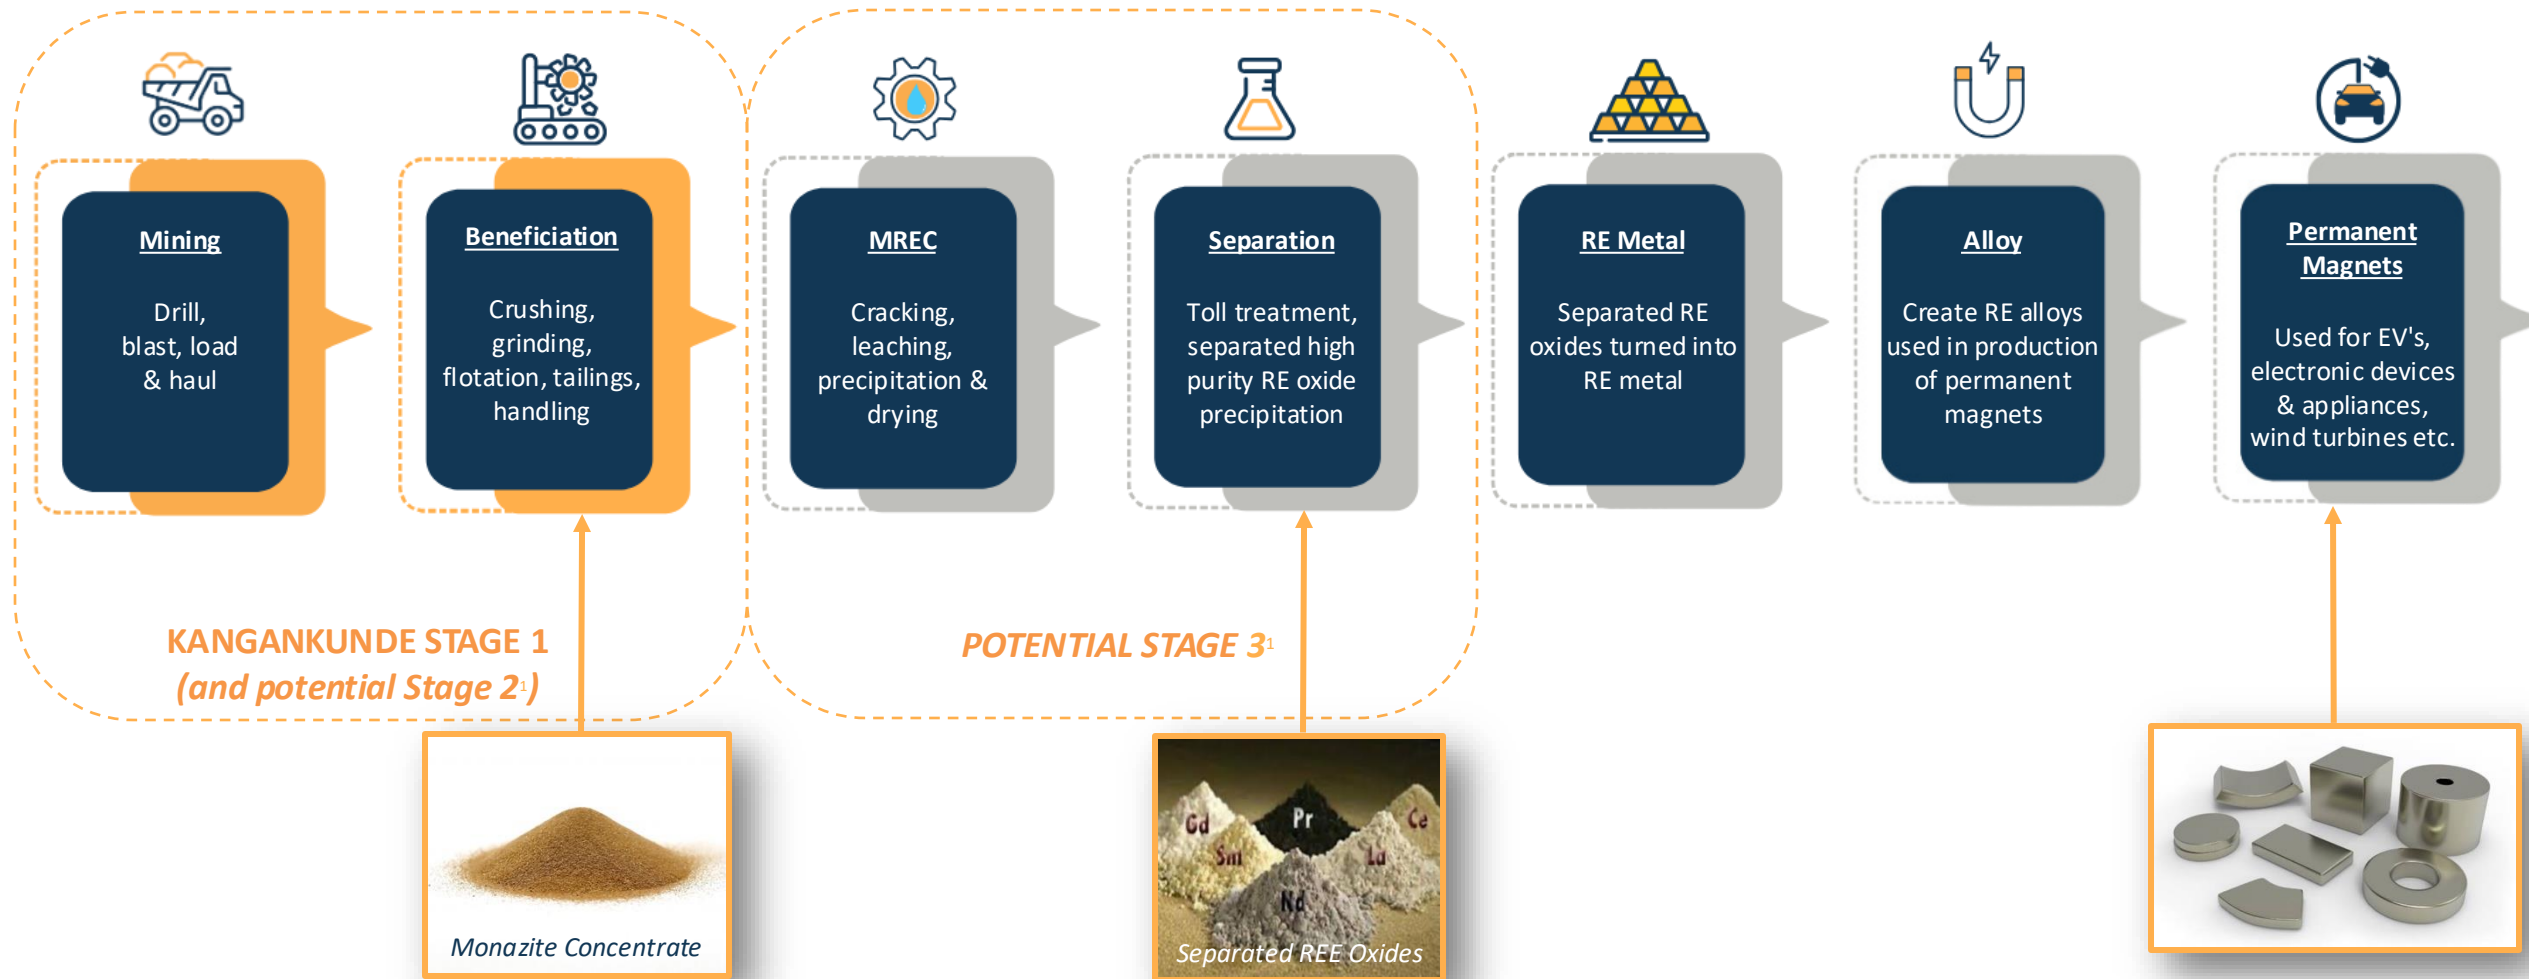 Mining
Drill,
blast, load
& haul
Beneficiation
Crushing,
grinding,
flotation, tailings,
handling
MREC
Cracking,
leaching,
precipitation &
drying
Separation
Toll treatment,
separated high
purity RE oxide
precipitation
RE Metal
Separated RE
oxides turned into
RE metal
Alloy
Create RE alloys
used in production
of permanent
magnets
Permanent
Magnets
Used for EV's,
electronic devices
& appliances,
wind turbines etc.
KANGANKUNDE STAGE 1
(and potential Stage 2¹)
POTENTIAL STAGE 3¹
Monazite Concentrate
Gd
Pr
Ce
Sm
La
Nd
Separated REE Oxides